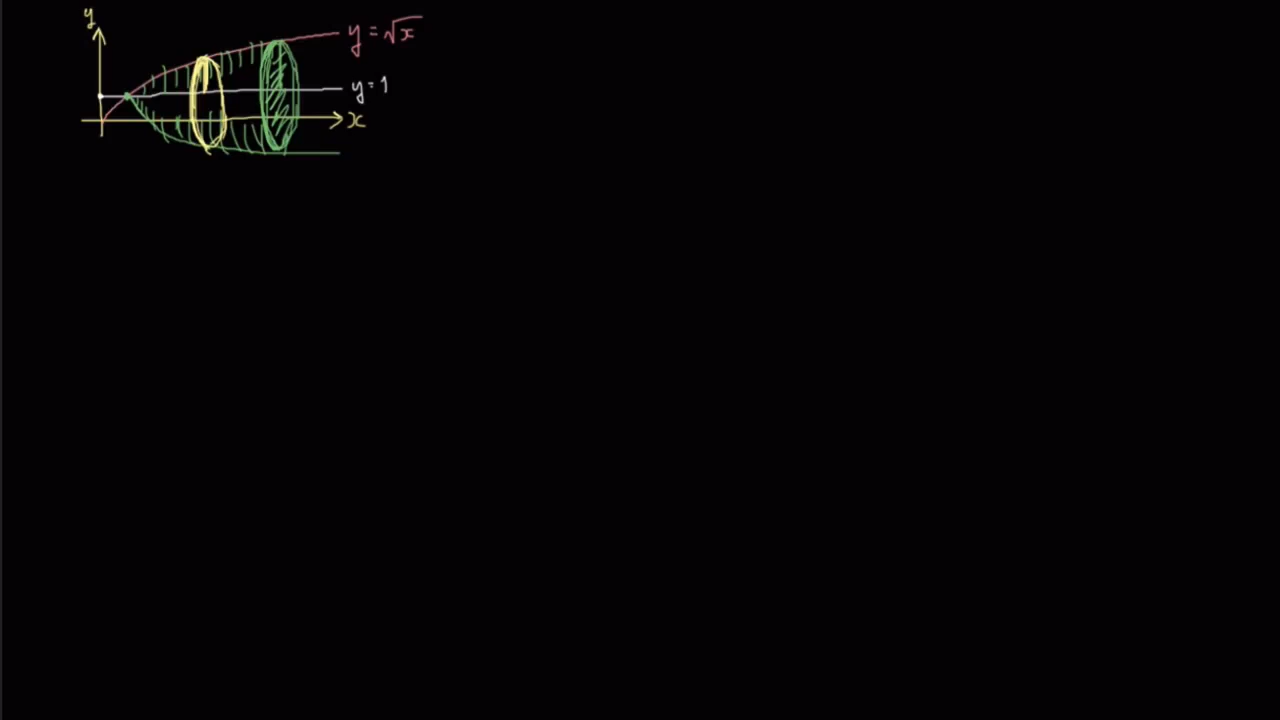 y
y = √x
y = 1
x